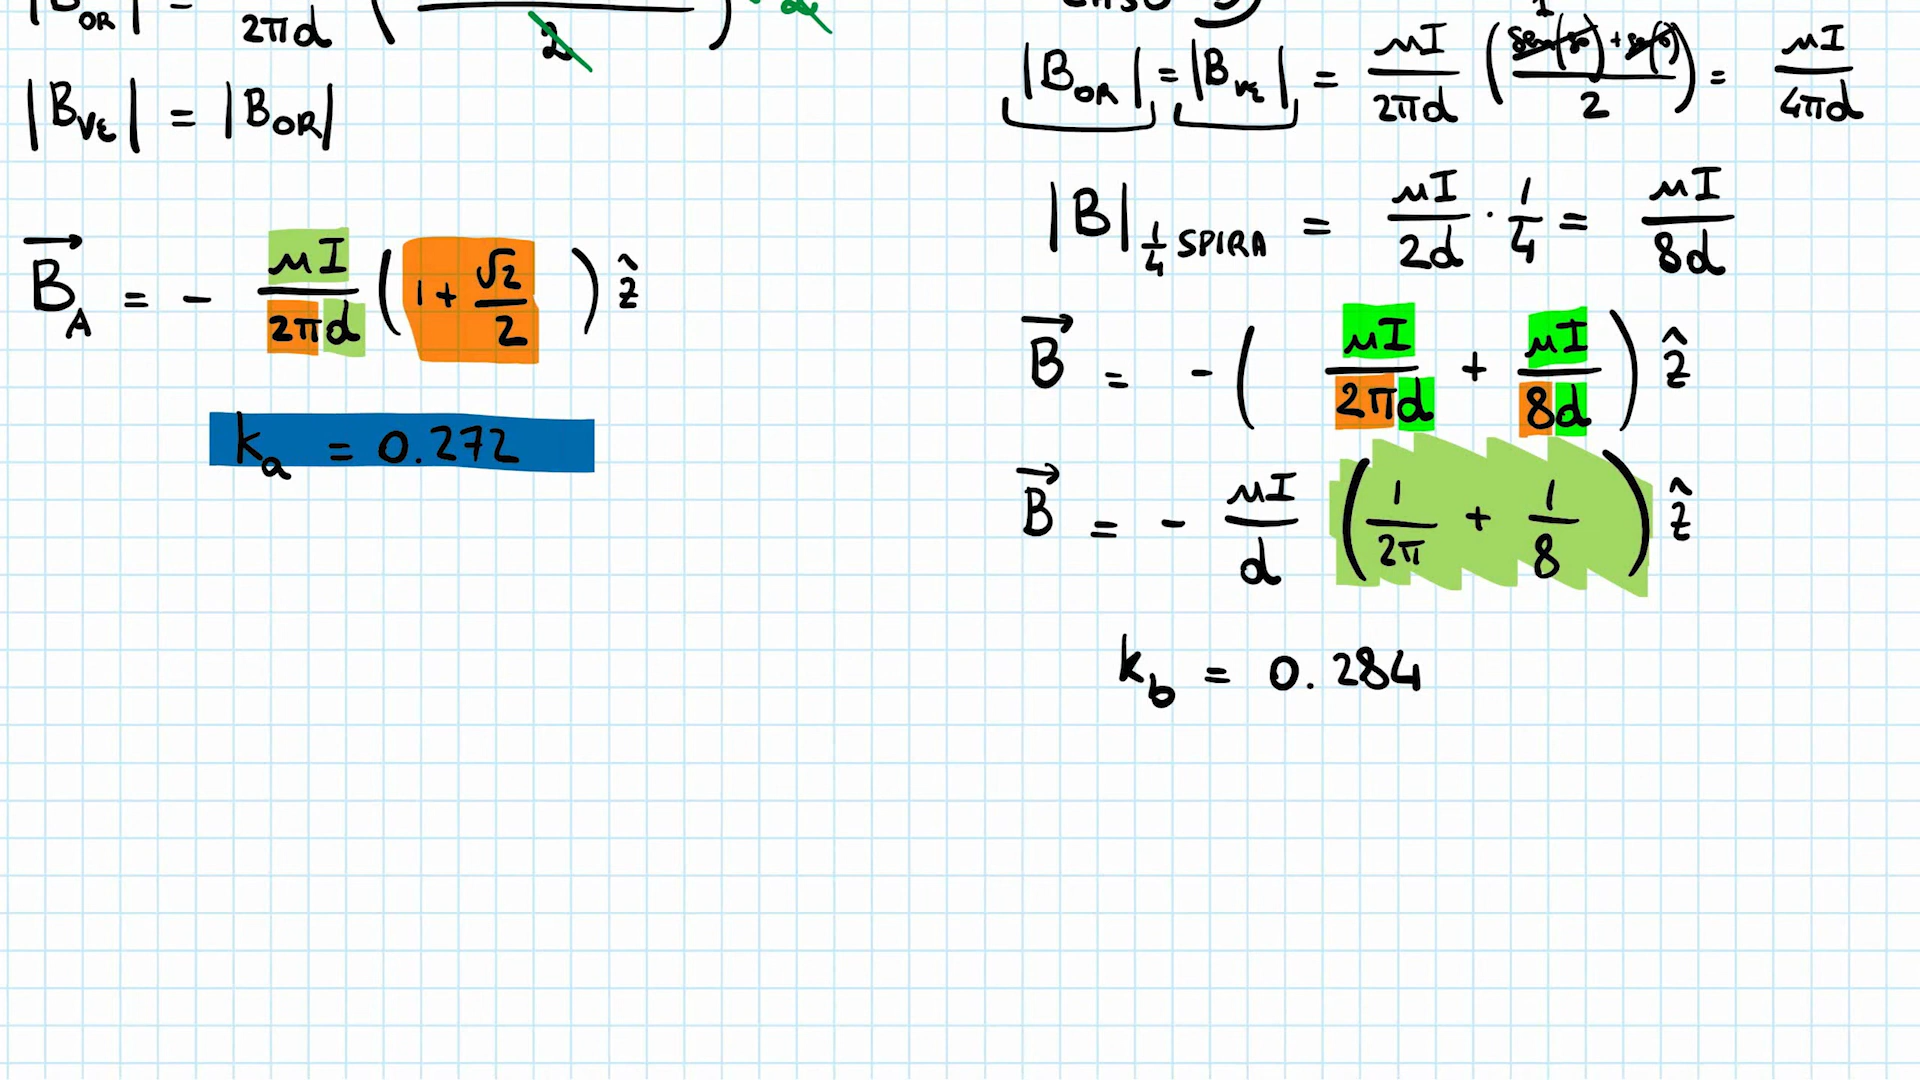 |B_OR| = 2πd ( 2 )
|B_VE| = |B_OR|
B⃗_A = - μI/2πd (1 + √2/2) ẑ
k_a = 0.272
|B_OR| = |B_VE| = μI/2πd ( + /2) = μI/4πd
|B|_1/4 SPIRA = μI/2d · 1/4 = μI/8d
B⃗ = - ( μI/2πd + μI/8d ) ẑ
B⃗ = - μI/d ( 1/2π + 1/8 ) ẑ
k_b = 0.284